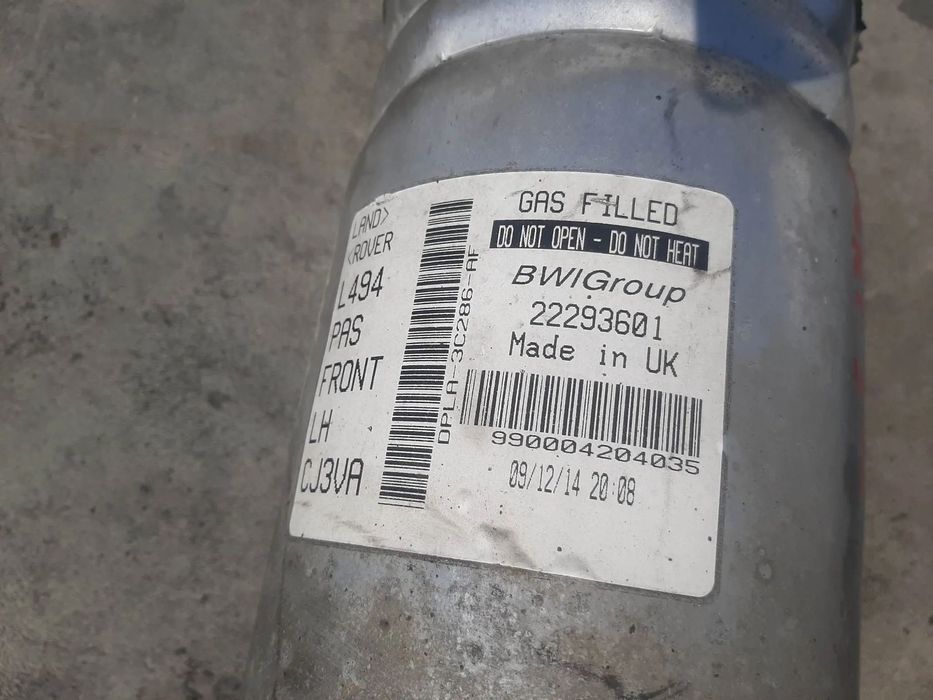 LAND>
<ROVER
L494
PAS
FRONT
LH
CJ3VA
DPLA-3C286-AF
GAS FILLED
DO NOT OPEN - DO NOT HEAT
BWIGroup
22293601
Made in UK
990004204035
09/12/14 20:08